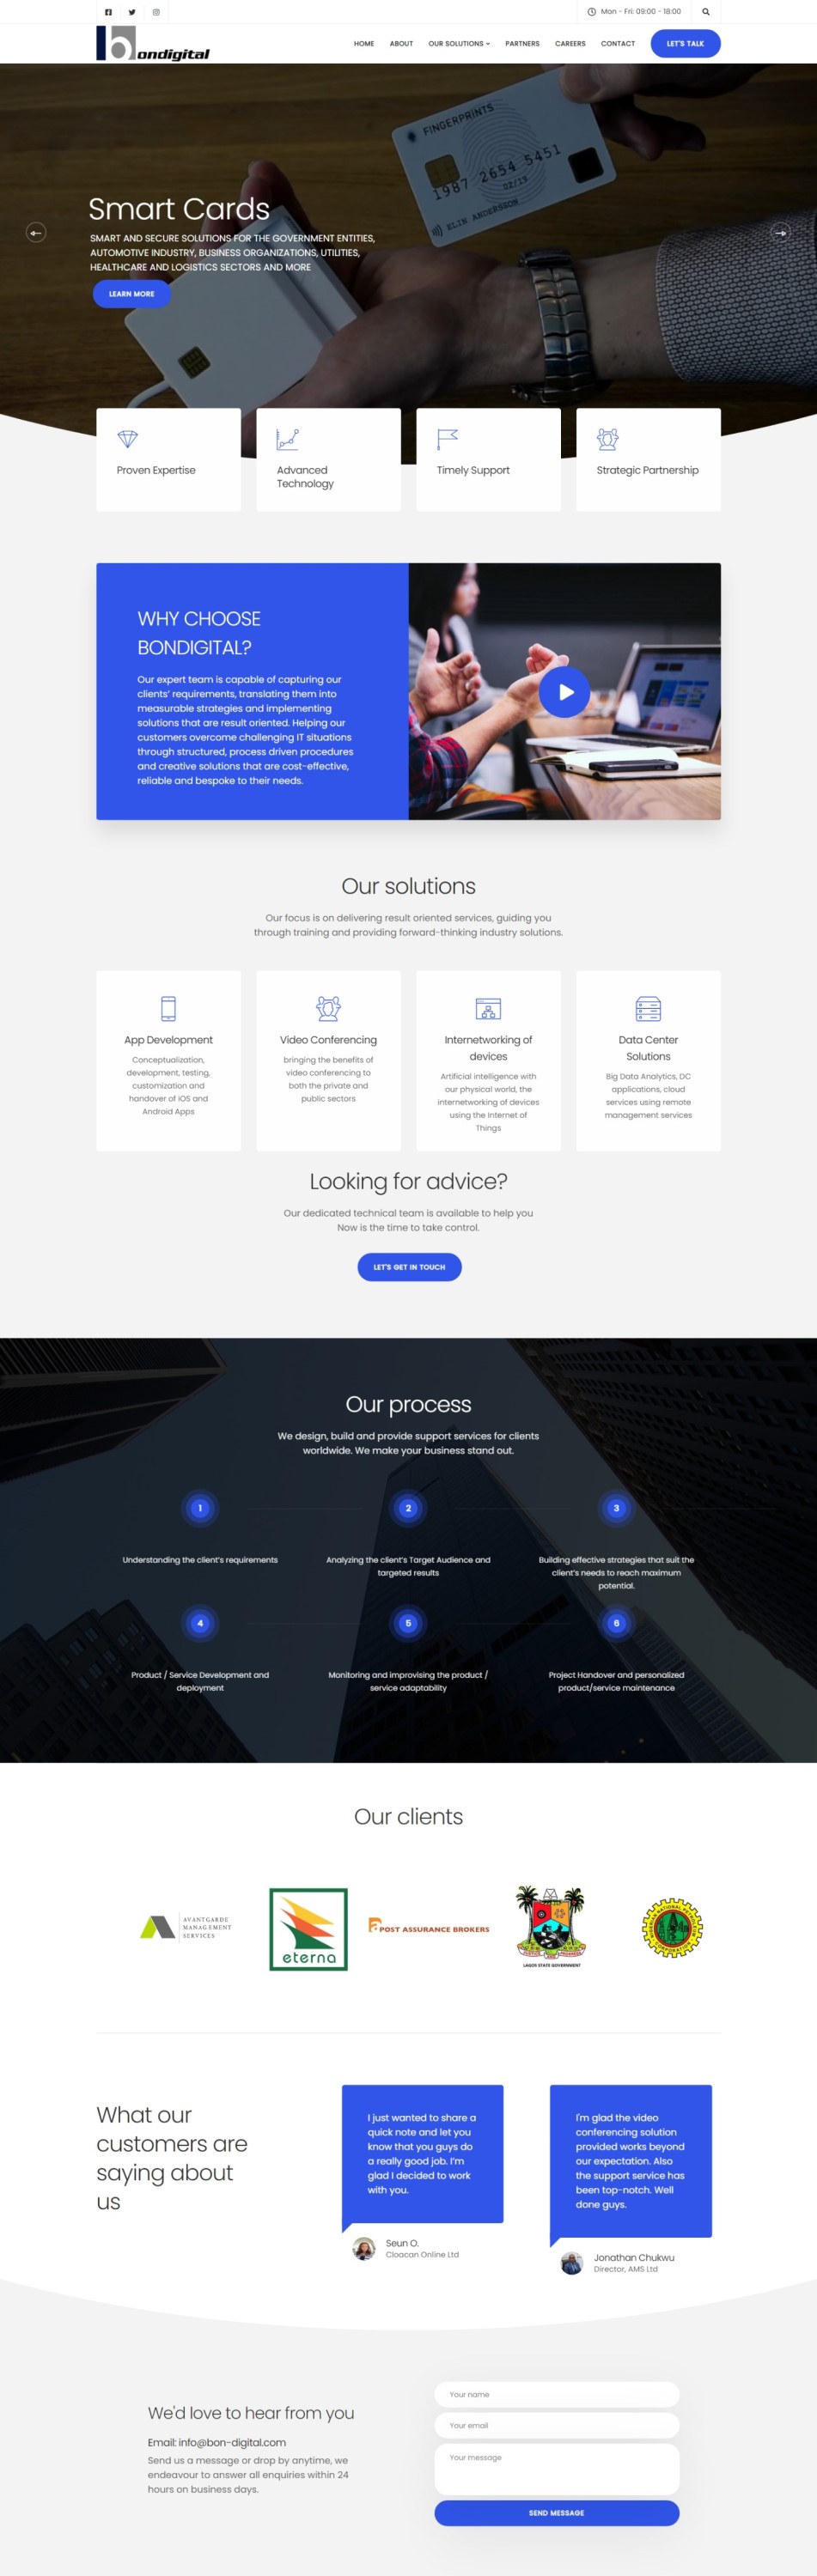 Mon - Fri: 09:00 - 18:00
bondigital
HOME
ABOUT
OUR SOLUTIONS
PARTNERS
CAREERS
CONTACT
LET'S TALK
FINGERPRINTS
1987 2654 5451
02/19
ELIN ANDERSSON
Smart Cards
SMART AND SECURE SOLUTIONS FOR THE GOVERNMENT ENTITIES,
AUTOMOTIVE INDUSTRY, BUSINESS ORGANIZATIONS, UTILITIES,
HEALTHCARE AND LOGISTICS SECTORS AND MORE
LEARN MORE
Proven Expertise
Advanced
Technology
Timely Support
Strategic Partnership
WHY CHOOSE
BONDIGITAL?
Our expert team is capable of capturing our
clients' requirements, translating them into
measurable strategies and implementing
solutions that are result oriented. Helping our
customers overcome challenging IT situations
through structured, process driven procedures
and creative solutions that are cost-effective,
reliable and bespoke to their needs.
Our solutions
Our focus is on delivering result oriented services, guiding you
through training and providing forward-thinking industry solutions.
App Development
Conceptualization,
development, testing,
customization and
handover of iOS and
Android Apps
Video Conferencing
bringing the benefits of
video conferencing to
both the private and
public sectors
Internetworking of
devices
Artificial intelligence with
our physical world, the
internetworking of devices
using the Internet of
Things
Data Center
Solutions
Big Data Analytics, DC
applications, cloud
services using remote
management services
Looking for advice?
Our dedicated technical team is available to help you
Now is the time to take control.
LET'S GET IN TOUCH
Our process
We design, build and provide support services for clients
worldwide. We make your business stand out.
1
Understanding the client's requirements
2
Analyzing the client's Target Audience and
targeted results
3
Building effective strategies that suit the
client's needs to reach maximum
potential.
4
Product / Service Development and
deployment
5
Monitoring and improvising the product /
service adaptability
6
Project Handover and personalized
product/service maintenance
Our clients
AVANTGARDE
MANAGEMENT
SERVICES
eterna
POST ASSURANCE BROKERS
LAGOS STATE GOVERNMENT
What our
customers are
saying about
us
I just wanted to share a
quick note and let you
know that you guys do
a really good job. I'm
glad I decided to work
with you.
Seun O.
Cloacan Online Ltd
I'm glad the video
conferencing solution
provided works beyond
our expectation. Also
the support service has
been top-notch. Well
done guys.
Jonathan Chukwu
Director, AMS Ltd
We'd love to hear from you
Email: info@bon-digital.com
Send us a message or drop by anytime, we
endeavour to answer all enquiries within 24
hours on business days.
Your name
Your email
Your message
SEND MESSAGE